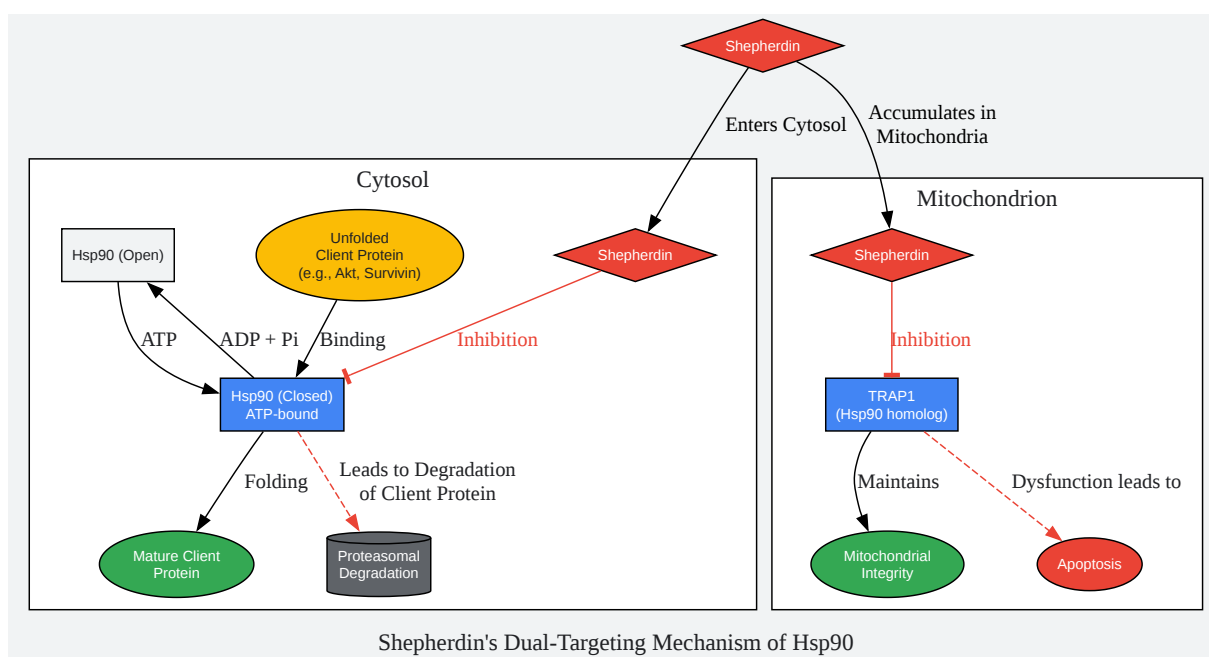 Shepherdin
Enters Cytosol
Accumulates in
Mitochondria
Cytosol
Hsp90 (Open)
Unfolded
Client Protein
(e.g., Akt, Survivin)
Shepherdin
ATP
ADP + Pi
Binding
Inhibition
Hsp90 (Closed)
ATP-bound
Folding
Leads to Degradation
of Client Protein
Mature Client
Protein
Proteasomal
Degradation
Mitochondrion
Shepherdin
Inhibition
TRAP1
(Hsp90 homolog)
Maintains
Dysfunction leads to
Mitochondrial
Integrity
Apoptosis
Shepherdin's Dual-Targeting Mechanism of Hsp90